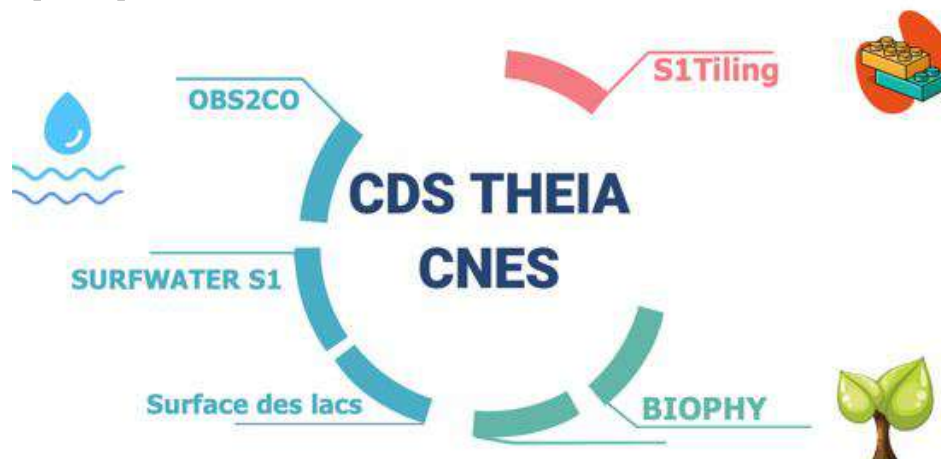 S1Tiling
OBS2CO
CDS THEIA
CNES
SURFWATER S1
Surface des lacs
BIOPHY